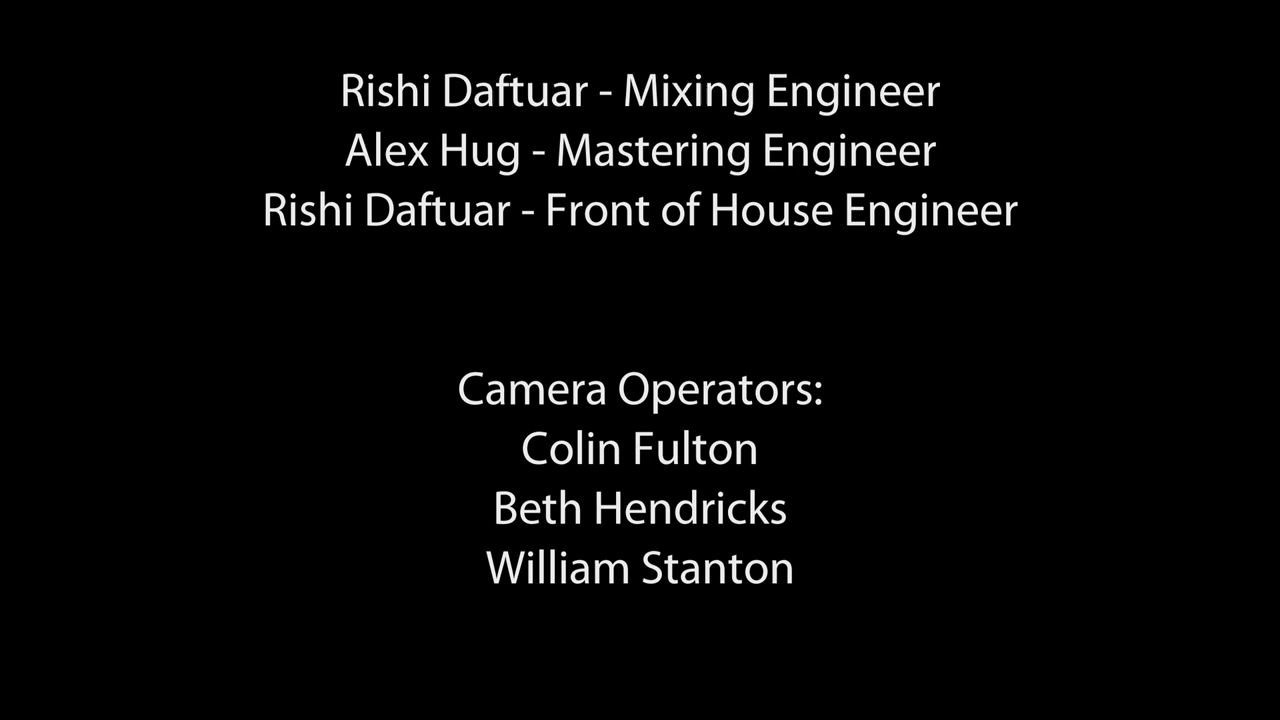 Rishi Daftuar - Mixing Engineer
Alex Hug - Mastering Engineer
Rishi Daftuar - Front of House Engineer
Camera Operators:
Colin Fulton
Beth Hendricks
William Stanton